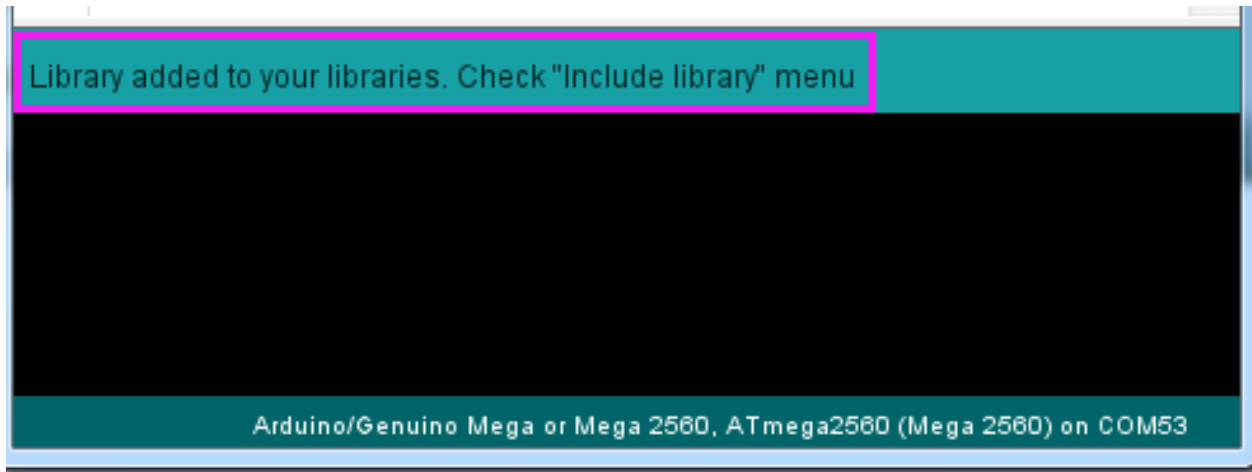 Library added to your libraries. Check "Include library" menu
Arduino/Genuino Mega or Mega 2560, ATmega2560 (Mega 2560) on COM53